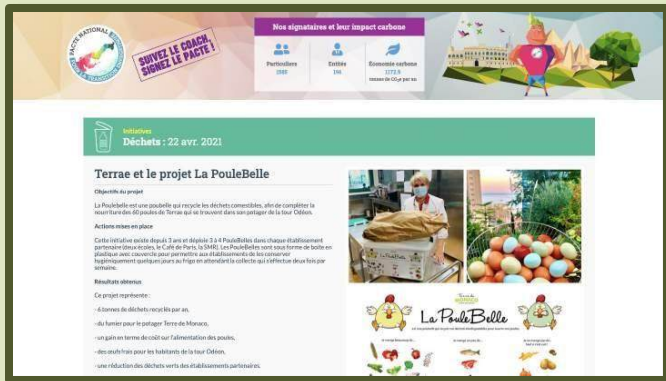 PACTE NATIONAL
POUR LA TRANSITION
SUIVEZ LE COACH,
SIGNEZ LE PACTE !
Nos signataires et leur impact carbone
Particuliers
Entités
Economie carbone
tonnes de CO₂e par an
Initiatives
Déchets : 22 avr. 2021
Terrae et le projet La PouleBelle
Objectifs du projet
La Poulebelle est une poubelle qui recycle les déchets comestibles, afin de compléter la
nourriture des 60 poules de Terrae qui se trouvent dans son potager de la tour Odéon.
Actions mises en place
Cette initiative existe depuis 3 ans et déploie 3 à 4 PouleBelles dans chaque établissement
partenaire (deux écoles, le Café de Paris, la SMR). Les PouleBelles sont sous forme de boite en
plastique avec couvercle pour permettre aux établissements de les conserver
hygiéniquement quelques jours au frigo en attendant la collecte qui s'effectue deux fois par
semaine.
Résultats obtenus
Ce projet représente :
- 6 tonnes de déchets recyclés par an,
- du fumier pour le potager Terre de Monaco,
- un gain en terme de coût sur l'alimentation des poules,
- des œufs frais pour les habitants de la tour Odéon,
- une réduction des déchets verts des établissements partenaires.
La PouleBelle